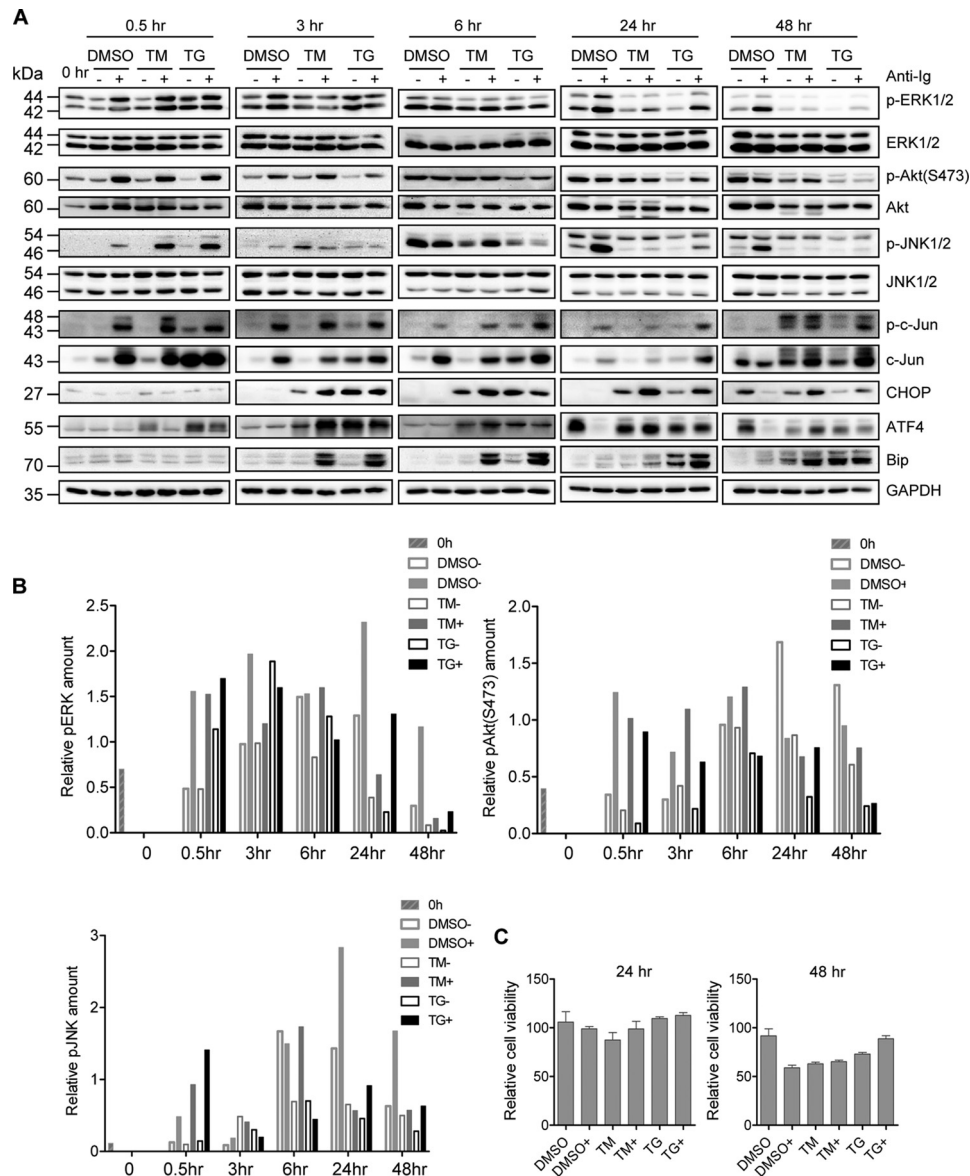 A
0.5 hr 3 hr 6 hr 24 hr 48 hr
DMSO TM TG DMSO TM TG DMSO TM TG DMSO TM TG DMSO TM TG
kDa 0 hr - + - + - + - + - + - + - + - + - + - + - + - + - + - + - + Anti-Ig
44 p-ERK1/2
42
44 ERK1/2
42
60 p-Akt(S473)
60 Akt
54 p-JNK1/2
46
54 JNK1/2
46
48 p-c-Jun
43
43 c-Jun
27 CHOP
55 ATF4
70 Bip
35 GAPDH
B
0h
DMSO-
DMSO-
TM-
TM+
TG-
TG+
Relative pERK amount
2.5
2.0
1.5
1.0
0.5
0.0
0 0.5hr 3hr 6hr 24hr 48hr
0h
DMSO-
DMSO+
TM-
TM+
TG-
TG+
Relative pAkt(S473) amount
2.0
1.5
1.0
0.5
0.0
0 0.5hr 3hr 6hr 24hr 48hr
0h
DMSO-
DMSO+
TM-
TM+
TG-
TG+
Relative pJNK amount
3
2
1
0
0 0.5hr 3hr 6hr 24hr 48hr
C
24 hr
Relative cell viability
150
100
50
0
DMSO DMSO+ TM TM+ TG TG+
48 hr
Relative cell viability
150
100
50
0
DMSO DMSO+ TM TM+ TG TG+